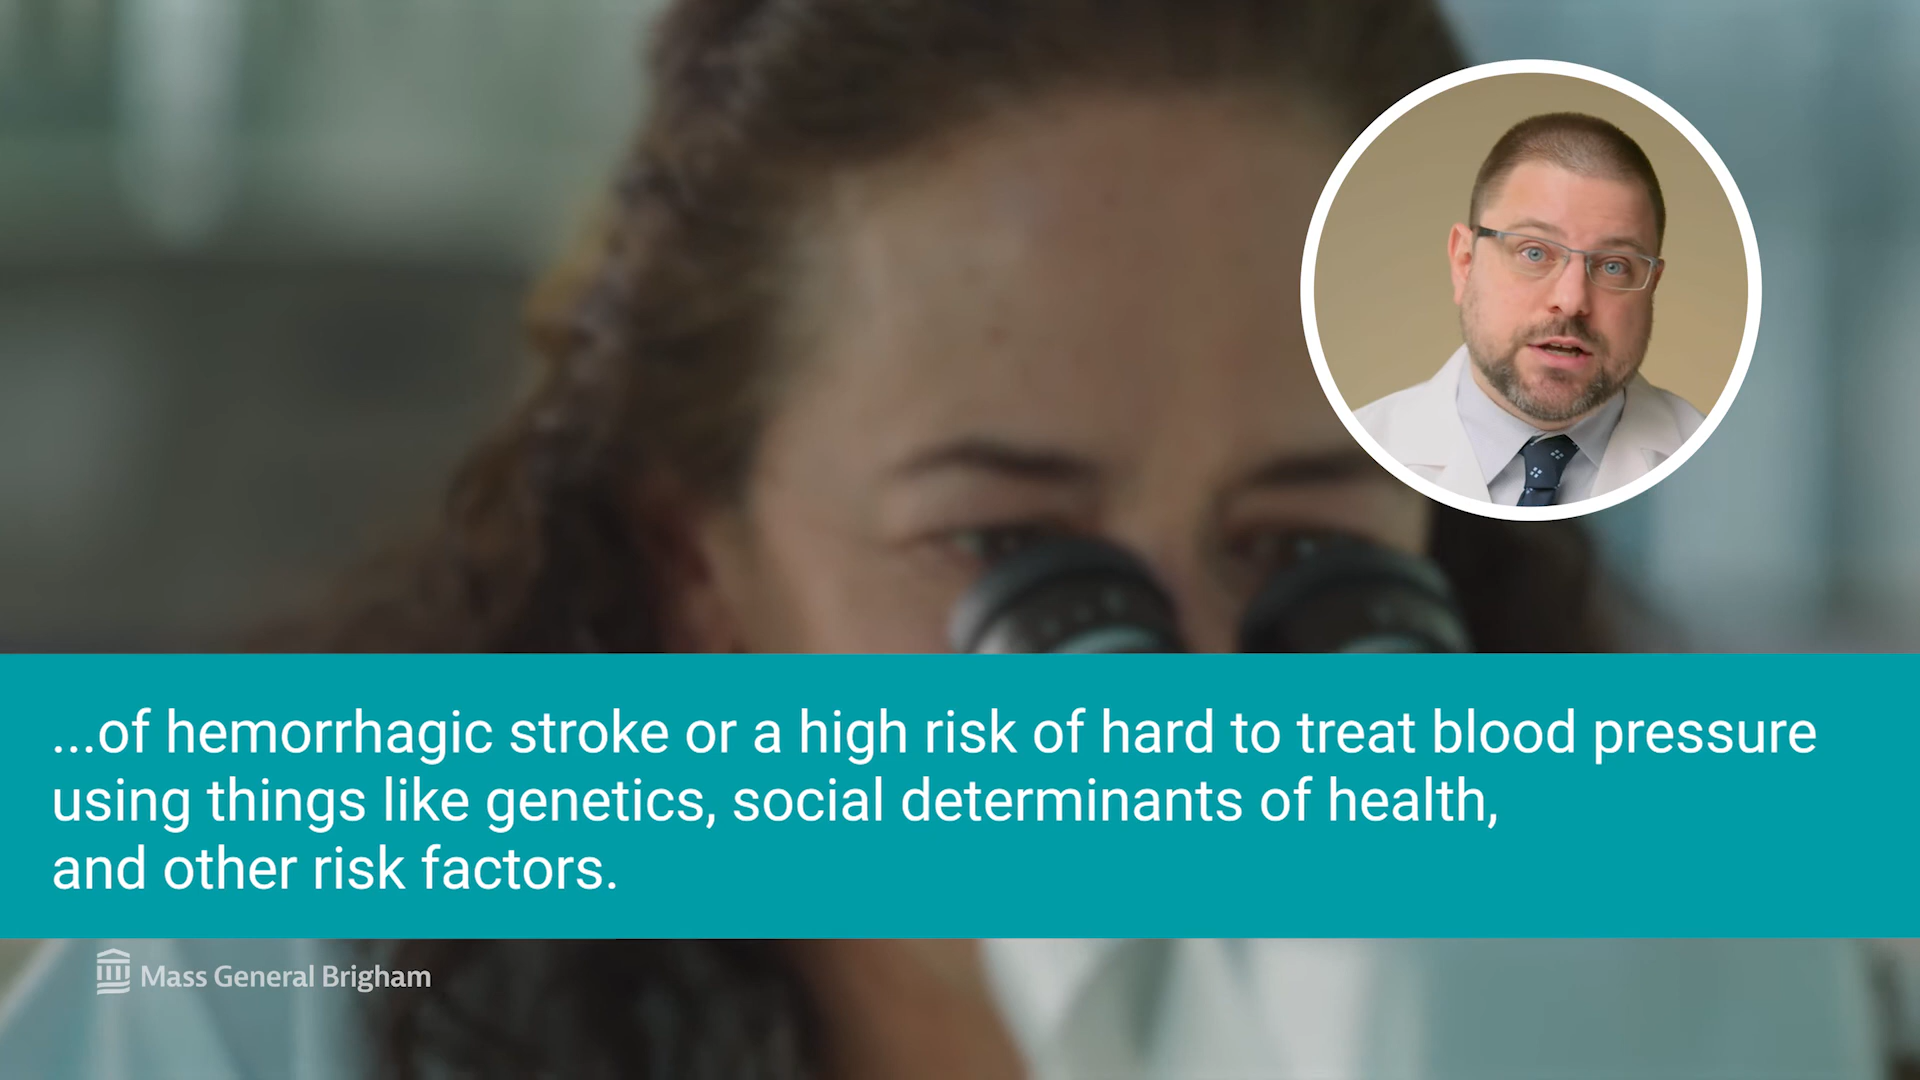 ...of hemorrhagic stroke or a high risk of hard to treat blood pressure
using things like genetics, social determinants of health,
and other risk factors.
Mass General Brigham